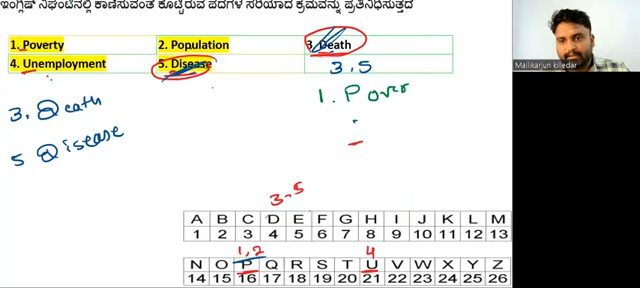 ಇಂಗ್ಲಿಷ್ ನಿಘಂಟಿನಲ್ಲಿ ಕಾಣಿಸುವಂತೆ ಕೊಟ್ಟಿರುವ ಪದಗಳ ಸರಿಯಾದ ಕ್ರಮವನ್ನು ಪ್ರತಿನಿಧಿಸುತ್ತದೆ
1. Poverty 2. Population 3. Death
4. Unemployment 5. Disease 3.5
Mallikarjun killedar
1. Pover
3. Death
5 Disease
3.5
A B C D E F G H I J K L M
1 2 3 4 5 6 7 8 9 10 11 12 13
1,2 4
N O P Q R S T U V W X Y Z
14 15 16 17 18 19 20 21 22 23 24 25 26